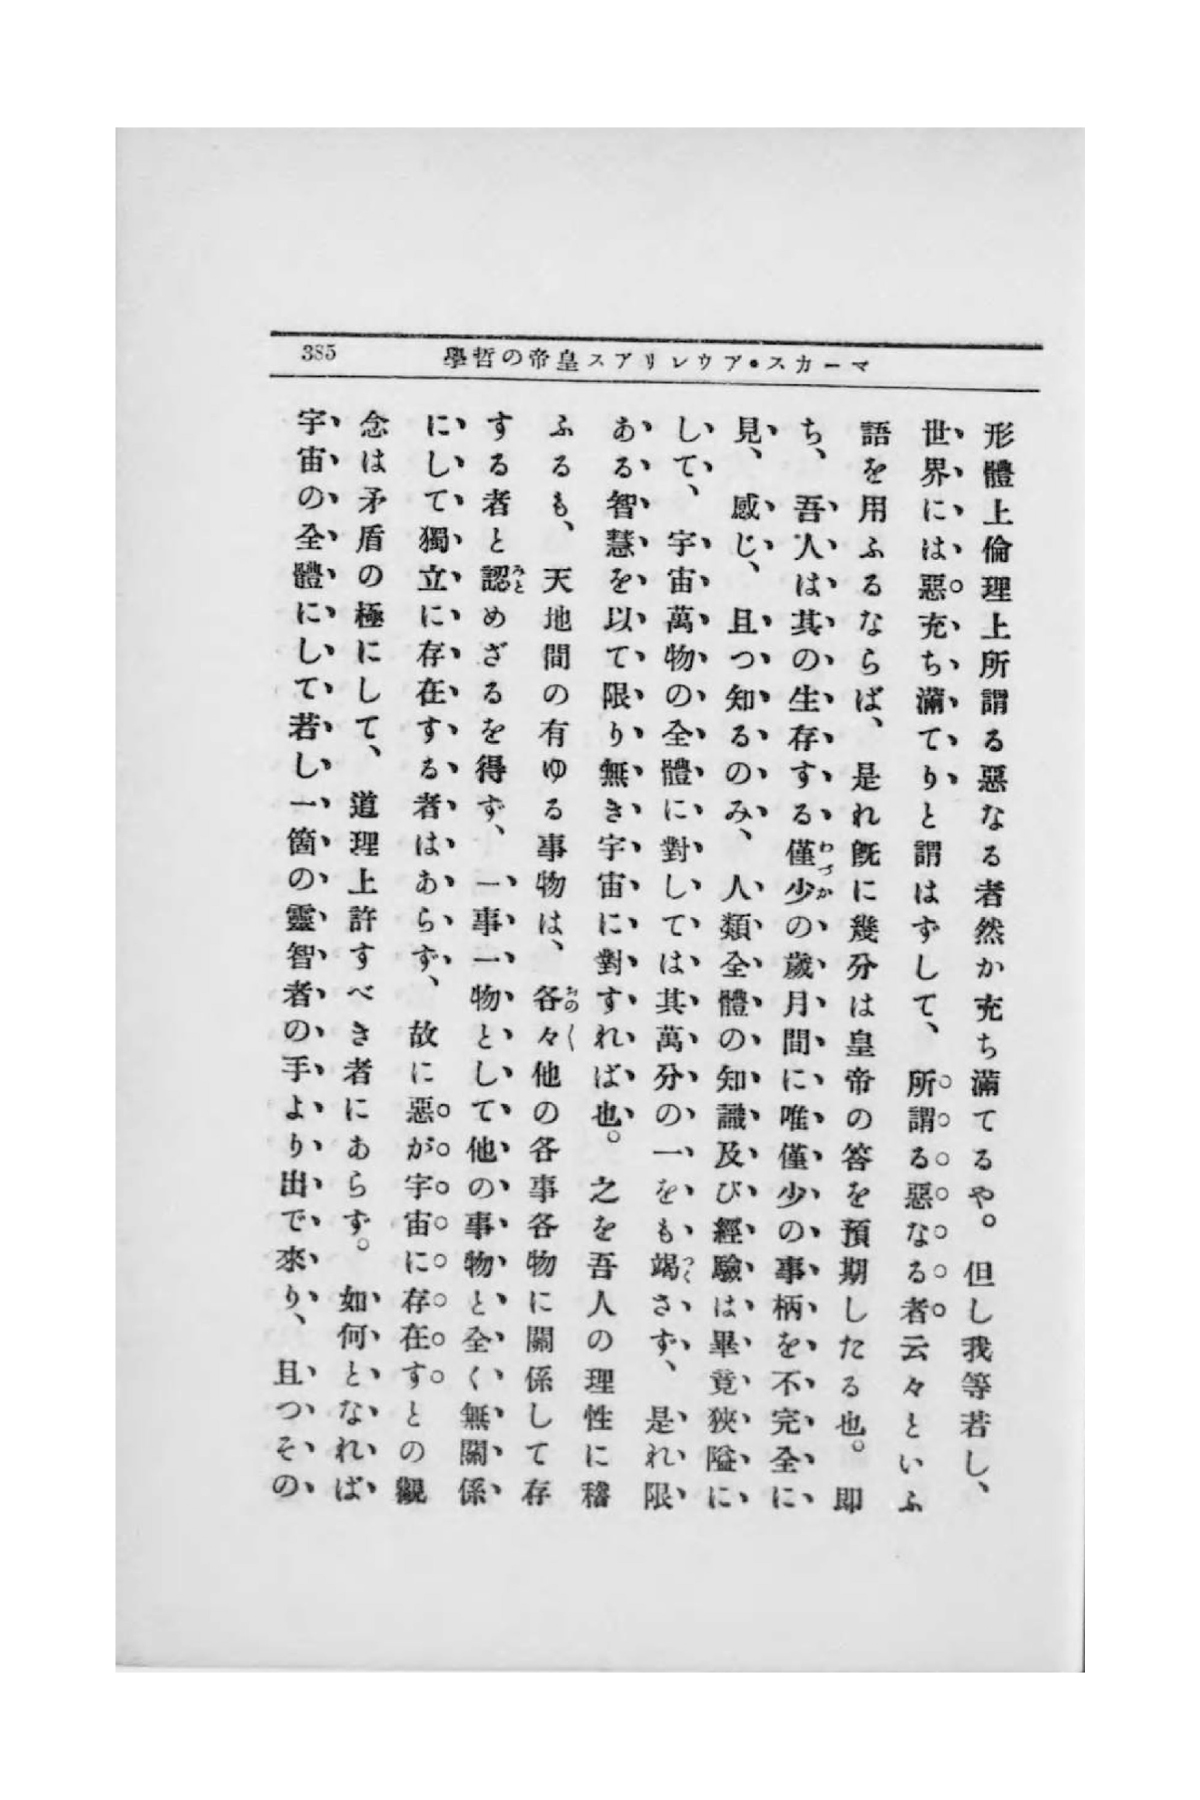 マーカス・アウレリアス皇帝の哲學
385
形體上倫理上所謂る惡なる者然か充ち滿てるや。但し我等若し、
世界には惡充ち滿てりと謂はずして、所謂る惡なる者云々といふ
語を用ふるならば、是れ旣に幾分は皇帝の答を預期したる也。卽
ち、吾人は其の生存する僅少の歲月間に唯僅少の事柄を不完全に
見、感じ、且つ知るのみ、人類全體の知識及び經驗は畢竟狹隘に
して、宇宙萬物の全體に對しては其萬分の一をも竭さず、是れ限
ある智慧を以て限り無き宇宙に對すれば也。之を吾人の理性に稽
ふるも、天地間の有ゆる事物は、各々他の各事各物に關係して存
する者と認めざるを得ず、一事一物として他の事物と全く無關係
にして獨立に存在する者はあらず、故に惡が宇宙に存在すとの觀
念は矛盾の極にして、道理上許すべき者にあらず。如何となれば
宇宙の全體にして若し一箇の靈智者の手より出で來り、且つその